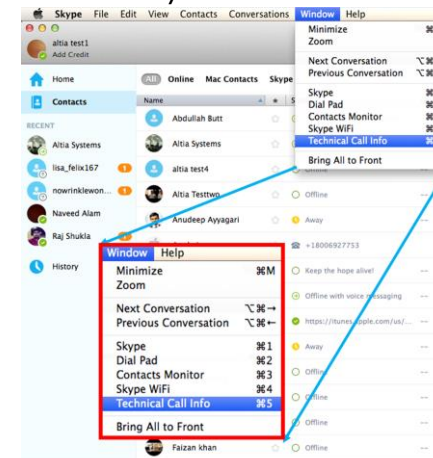 Skype File Edit View Contacts Conversations Window Help
altia test1
Add Credit
Minimize
Zoom
Next Conversation
Previous Conversation
Skype
Dial Pad
Contacts Monitor
Skype WiFi
Technical Call Info
Bring All to Front
Home
Contacts
RECENT
Altia Systems
lisa_felix167
nowrinklewon...
Naveed Alam
Raj Shukla
History
All Online Mac Contacts Skype
Name
Abdullah Butt
Altia Systems
altia test4
Offline
Altia Testtwo
Offline --
Anudeep Ayyagari
Away --
+18006927753 --
Keep the hope alive! --
Offline with voice messaging --
https://itunes.apple.com/us/... --
Away --
Offline --
Offline --
Offline --
Faizan khan
Offline --
Window Help
Minimize ⌘M
Zoom
Next Conversation ⌥⌘→
Previous Conversation ⌥⌘←
Skype ⌘1
Dial Pad ⌘2
Contacts Monitor ⌘3
Skype WiFi ⌘4
Technical Call Info ⌘5
Bring All to Front